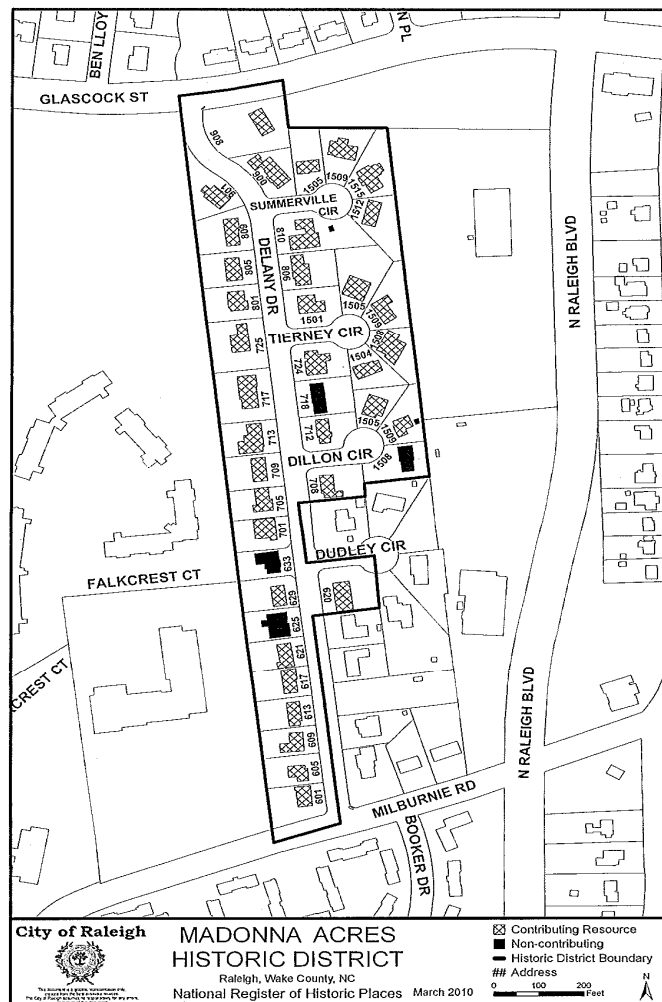 BEN LLOY
N PL
GLASCOCK ST
908
900
1505
1509
1515
1512
901
SUMMERVILLE
CIR
809
810
805
DELANY DR
806
801
1501
1505
1509
N RALEIGH BLVD
725
TIERNEY CIR
1508
724
1504
717
718
713
712
1505
1509
709
DILLON CIR
1508
705
708
701
DUDLEY CIR
633
FALKCREST CT
629
620
625
621
CREST CT
617
613
609
605
601
N RALEIGH BLVD
MILBURNIE RD
BOOKER DR
City of Raleigh
MADONNA ACRES
HISTORIC DISTRICT
Raleigh, Wake County, NC
National Register of Historic Places March 2010
Contributing Resource
Non-contributing
Historic District Boundary
## Address
0 100 200
Feet
N